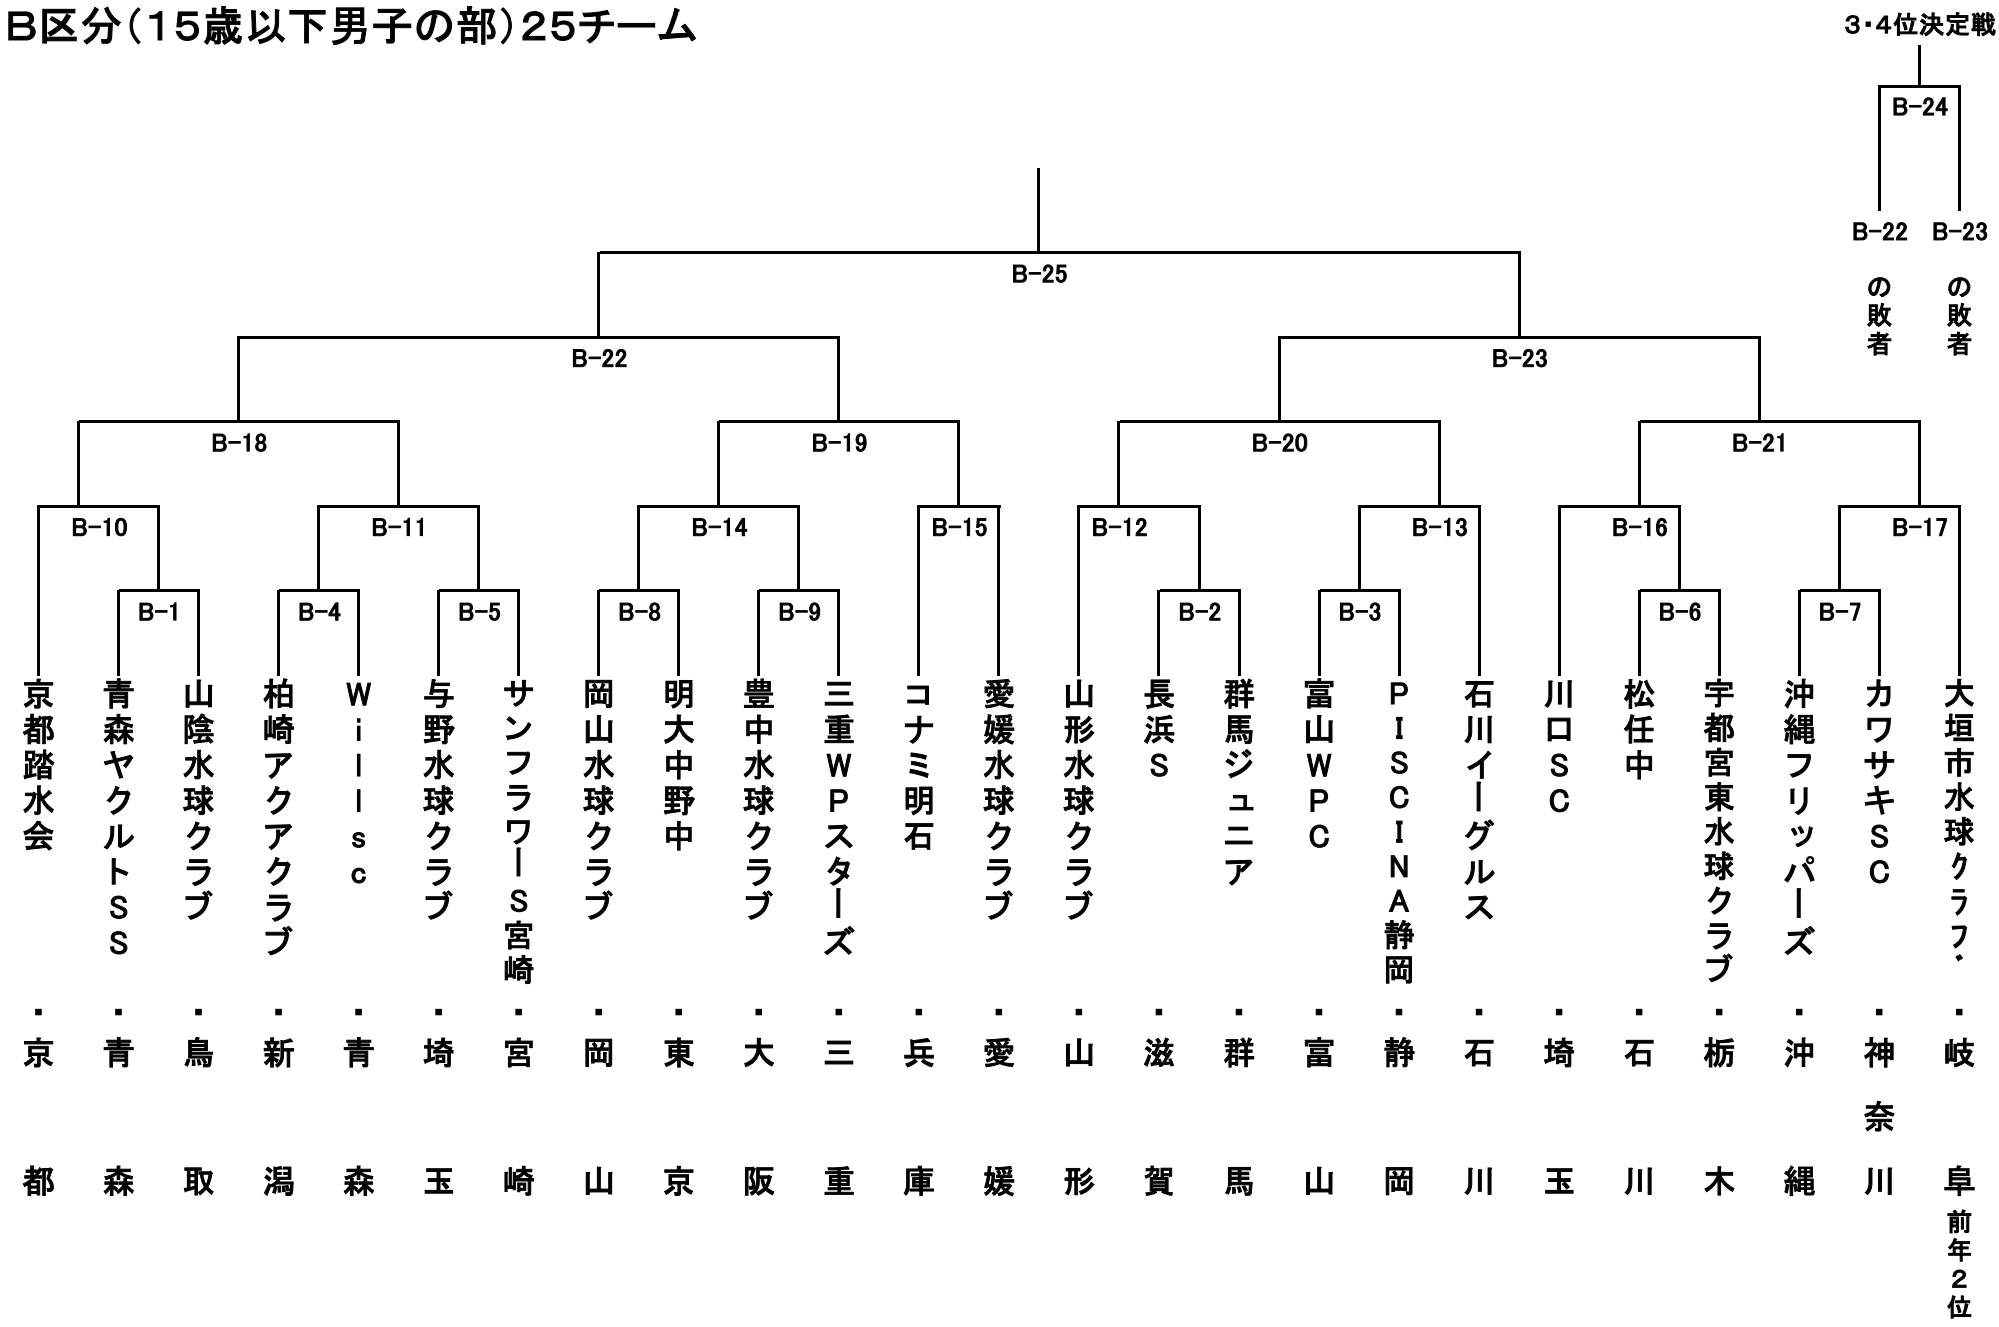 B区分（１５歳以下男子の部）２５チーム
３・４位決定戦
B-24
B-22
の敗者
B-23
の敗者
B-25
B-22
B-23
B-18
B-19
B-20
B-21
B-10
B-11
B-14
B-15
B-12
B-13
B-16
B-17
B-1
B-4
B-5
B-8
B-9
B-2
B-3
B-6
B-7
京都踏水会・京都
青森ヤクルトＳＳ・青森
山陰水球クラブ・鳥取
柏崎アクアクラブ・新潟
Ｗｉｌｌｓｃ・青森
与野水球クラブ・埼玉
サンフラワーＳ宮崎・宮崎
岡山水球クラブ・岡山
明大中野中・東京
豊中水球クラブ・大阪
三重ＷＰスターズ・三重
コナミ明石・兵庫
愛媛水球クラブ・愛媛
山形水球クラブ・山形
長浜Ｓ・滋賀
群馬ジュニア・群馬
富山ＷＰＣ・富山
ＰＩＳＣＩＮＡ静岡・静岡
石川イーグルス・石川
川口ＳＣ・埼玉
松任中・石川
宇都宮東水球クラブ・栃木
沖縄フリッパーズ・沖縄
カワサキＳＣ・神奈川
大垣市水球ｸﾗﾌﾞ・岐阜
前年２位